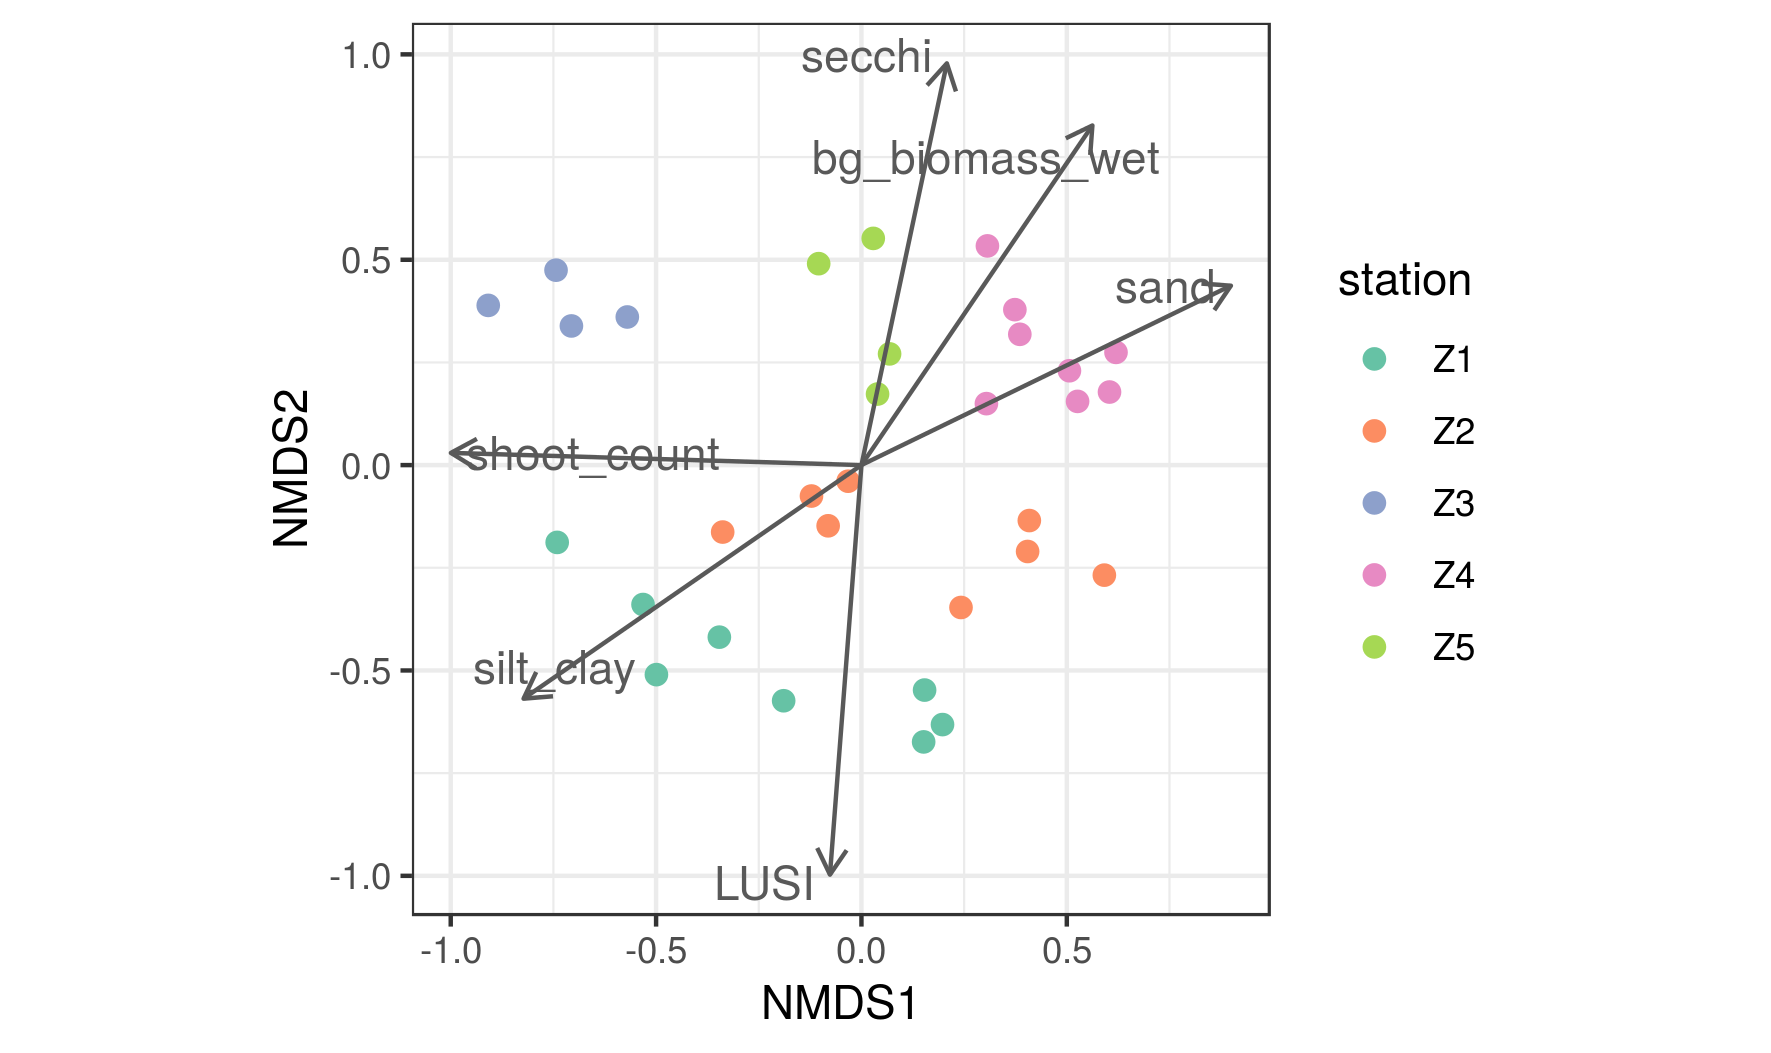 secchi
bg_biomass_wet
sand
shoot_count
silt_clay
LUSI
1.0
0.5
0.0
-0.5
-1.0
NMDS2
-1.0
-0.5
0.0
0.5
NMDS1
station
Z1
Z2
Z3
Z4
Z5